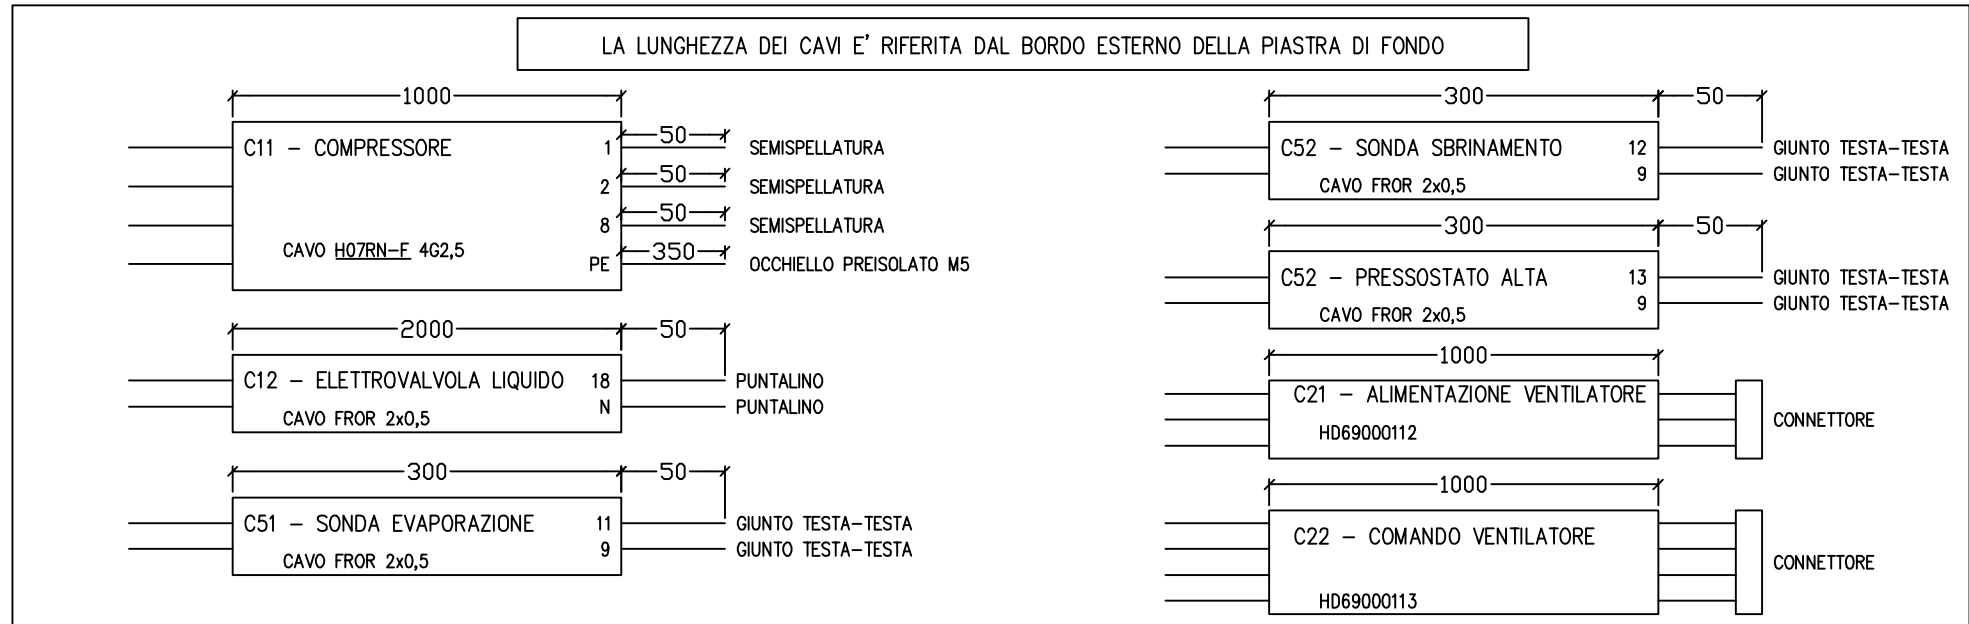 LA LUNGHEZZA DEI CAVI E' RIFERITA DAL BORDO ESTERNO DELLA PIASTRA DI FONDO
1000
C11 - COMPRESSORE
1
50
SEMISPELLATURA
2
50
SEMISPELLATURA
8
50
SEMISPELLATURA
CAVO H07RN-F 4G2,5
PE
350
OCCHIELLO PREISOLATO M5
2000
50
C12 - ELETTROVALVOLA LIQUIDO
18
PUNTALINO
N
PUNTALINO
CAVO FROR 2x0,5
300
50
C51 - SONDA EVAPORAZIONE
11
GIUNTO TESTA-TESTA
9
GIUNTO TESTA-TESTA
CAVO FROR 2x0,5
300
50
C52 - SONDA SBRINAMENTO
12
GIUNTO TESTA-TESTA
9
GIUNTO TESTA-TESTA
CAVO FROR 2x0,5
300
50
C52 - PRESSOSTATO ALTA
13
GIUNTO TESTA-TESTA
9
GIUNTO TESTA-TESTA
CAVO FROR 2x0,5
1000
C21 - ALIMENTAZIONE VENTILATORE
HD69000112
CONNETTORE
1000
C22 - COMANDO VENTILATORE
HD69000113
CONNETTORE